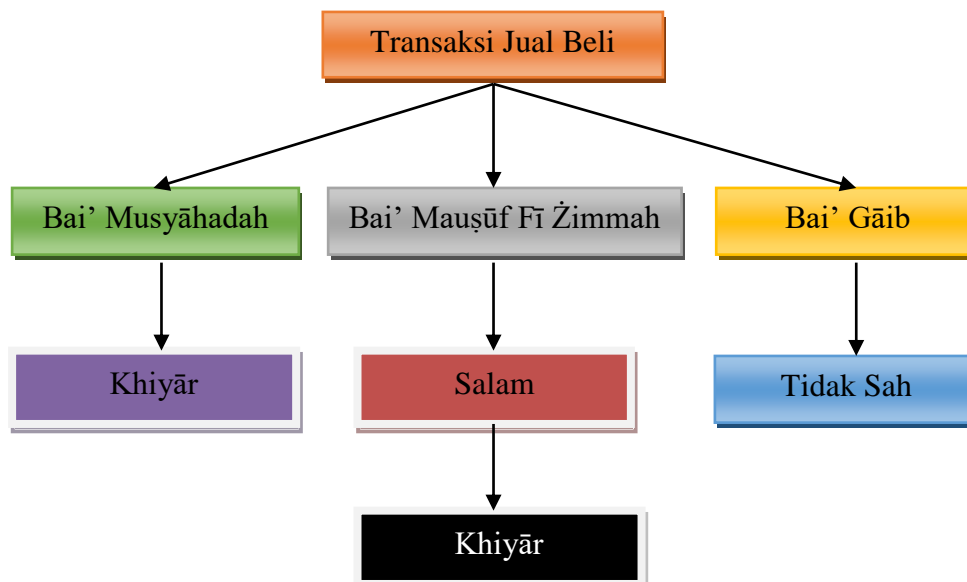 Transaksi Jual Beli
Bai’ Musyāhadah
Bai’ Mauṣūf Fī Żimmah
Bai’ Gāib
Khiyār
Salam
Tidak Sah
Khiyār